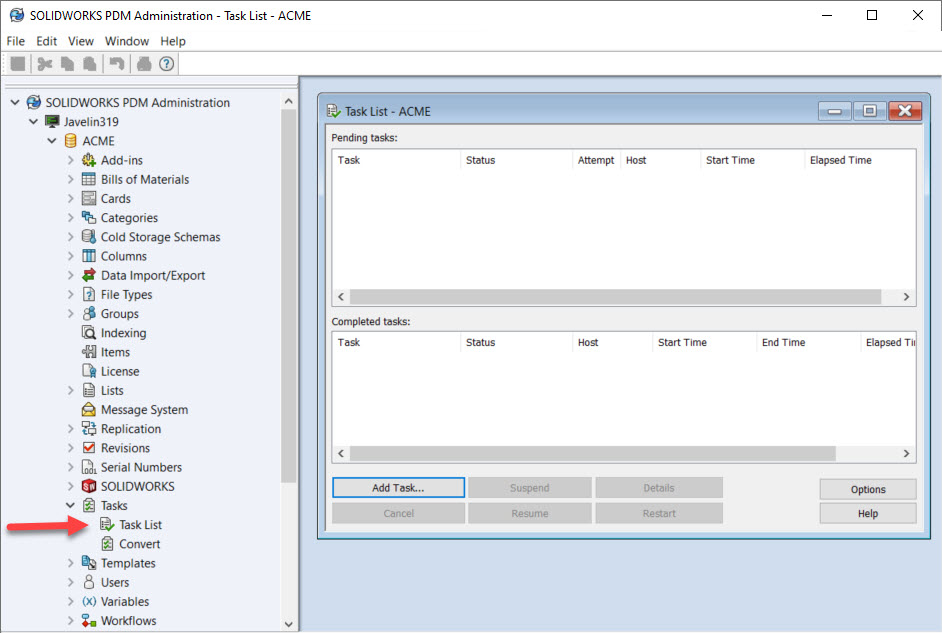 SOLIDWORKS PDM Administration - Task List - ACME
File Edit View Window Help
SOLIDWORKS PDM Administration
Javelin319
ACME
Add-ins
Bills of Materials
Cards
Categories
Cold Storage Schemas
Columns
Data Import/Export
File Types
Groups
Indexing
Items
License
Lists
Message System
Replication
Revisions
Serial Numbers
SOLIDWORKS
Tasks
Task List
Convert
Templates
Users
(x) Variables
Workflows
Task List - ACME
Pending tasks:
Task Status Attempt Host Start Time Elapsed Time
Completed tasks:
Task Status Host Start Time End Time Elapsed Ti
Add Task... Suspend Details Options
Cancel Resume Restart Help